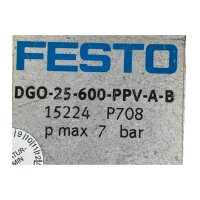 FESTO
DGO-25-600-PPV-A-B
15224 P708
p max 7 bar